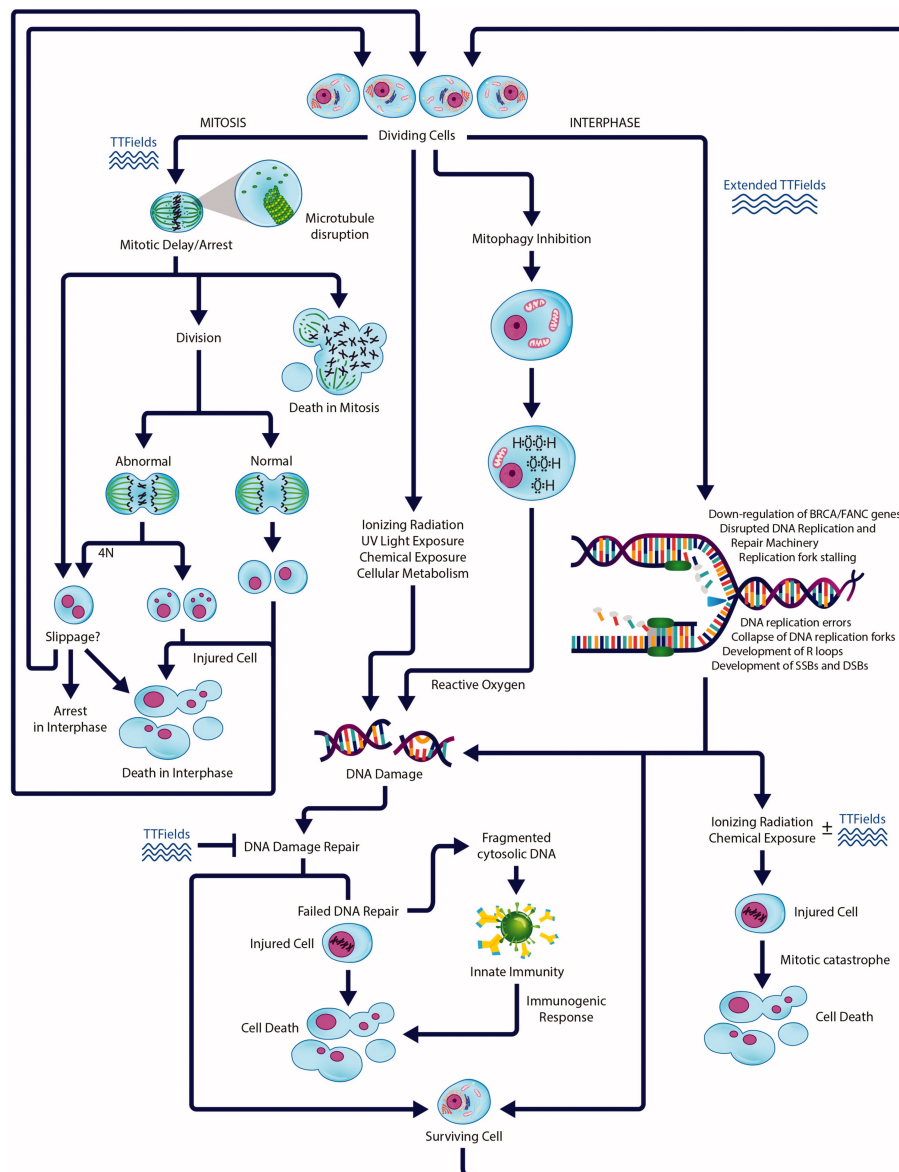 MITOSIS
INTERPHASE
Dividing Cells
TTFields
Extended TTFields
Microtubule
disruption
Mitotic Delay/Arrest
Mitophagy Inhibition
Division
Death in Mitosis
Abnormal
Normal
H:Ö:Ö:H
:Ö:Ö:H
:Ö:H
4N
Ionizing Radiation
UV Light Exposure
Chemical Exposure
Cellular Metabolism
Down-regulation of BRCA/FANC genes
Disrupted DNA Replication and
Repair Machinery
Replication fork stalling
DNA replication errors
Collapse of DNA replication forks
Development of R loops
Development of SSBs and DSBs
Slippage?
Injured Cell
Arrest
in Interphase
Death in Interphase
Reactive Oxygen
DNA Damage
TTFields
DNA Damage Repair
Fragmented
cytosolic DNA
Ionizing Radiation
Chemical Exposure
±
TTFields
Failed DNA Repair
Injured Cell
Innate Immunity
Injured Cell
Mitotic catastrophe
Immunogenic
Response
Cell Death
Cell Death
Surviving Cell